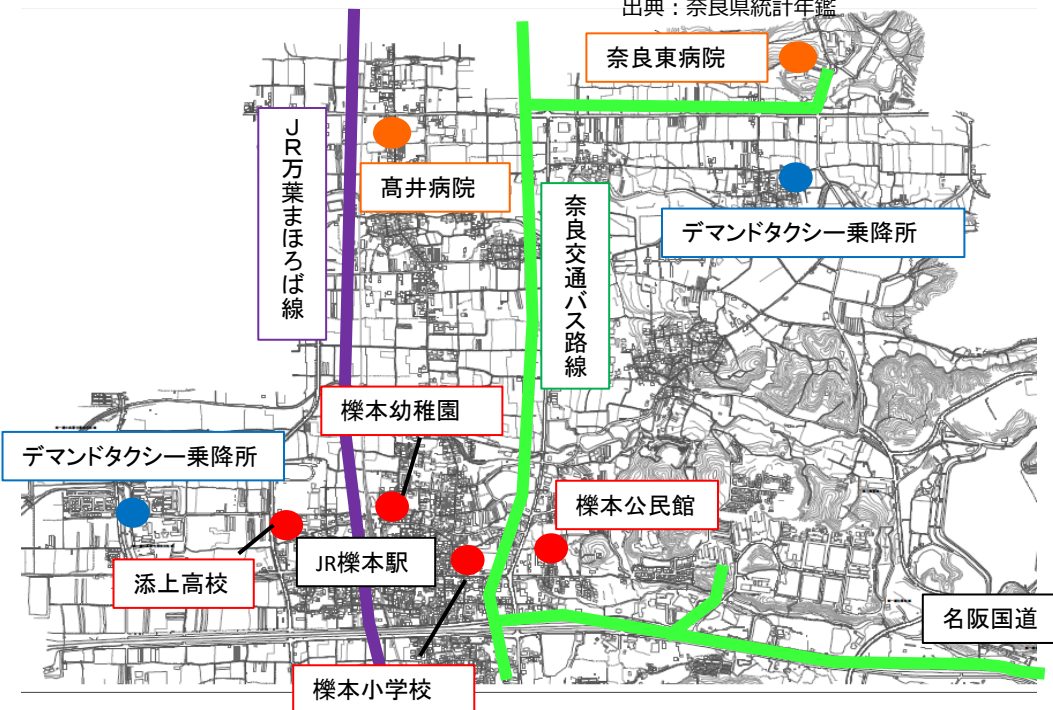 出典:奈良県統計年鑑
奈良東病院
JR万葉まほろば線
髙井病院
奈良交通バス路線
デマンドタクシー乗降所
櫟本幼稚園
デマンドタクシー乗降所
櫟本公民館
JR櫟本駅
添上高校
名阪国道
櫟本小学校